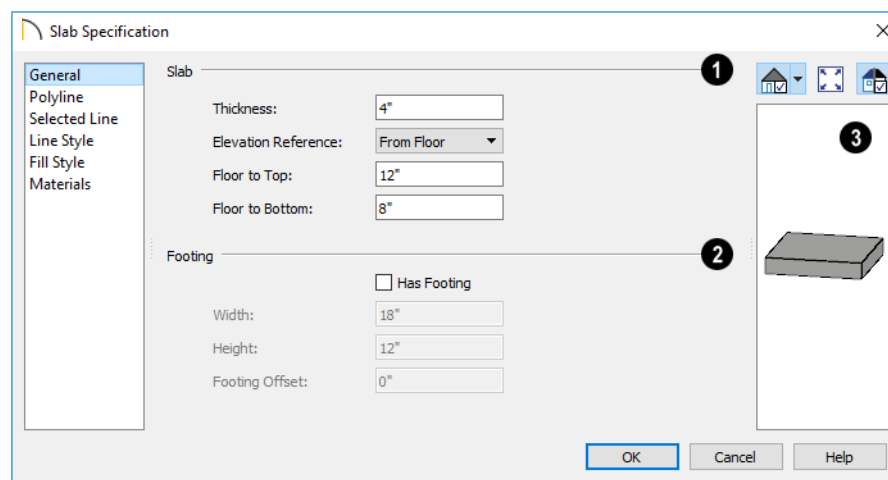 Slab Specification
General
Polyline
Selected Line
Line Style
Fill Style
Materials
Slab
1
Thickness: 4"
Elevation Reference: From Floor
Floor to Top: 12"
Floor to Bottom: 8"
Footing
2
Has Footing
Width: 18"
Height: 12"
Footing Offset: 0"
3
OK Cancel Help